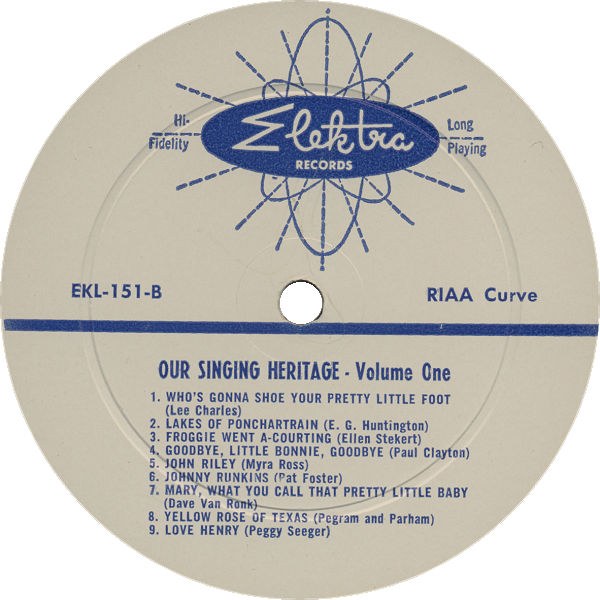 Elektra
RECORDS
Hi-
Fidelity
Long
Playing
EKL-151-B
RIAA Curve
OUR SINGING HERITAGE - Volume One
1. WHO'S GONNA SHOE YOUR PRETTY LITTLE FOOT
(Lee Charles)
2. LAKES OF PONCHARTRAIN (E. G. Huntington)
3. FROGGIE WENT A-COURTING (Ellen Stekert)
4. GOODBYE, LITTLE BONNIE, GOODBYE (Paul Clayton)
5. JOHN RILEY (Myra Ross)
6. JOHNNY RUNKINS (Pat Foster)
7. MARY, WHAT YOU CALL THAT PRETTY LITTLE BABY
(Dave Van Ronk)
8. YELLOW ROSE OF TEXAS (Pegram and Parham)
9. LOVE HENRY (Peggy Seeger)